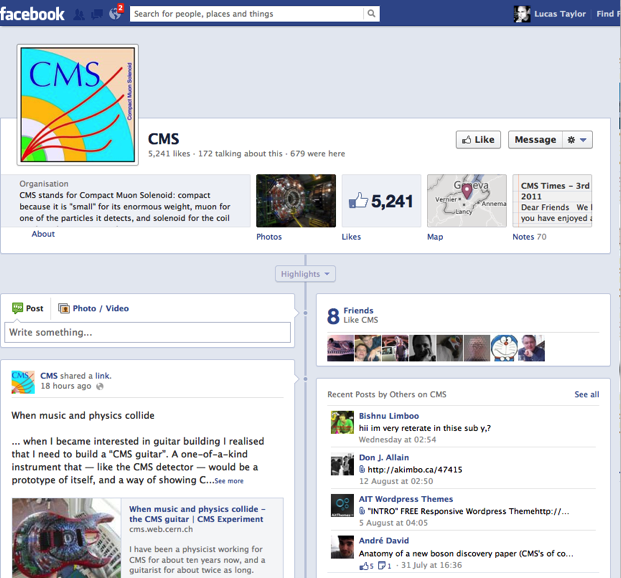 facebook
2
Search for people, places and things
Lucas Taylor
Find F
CMS
Compact Muon Solenoid
CMS
5,241 likes · 172 talking about this · 679 were here
Like
Message
Organisation
CMS stands for Compact Muon Solenoid: compact
because it is "small" for its enormous weight, muon for
one of the particles it detects, and solenoid for the coil
About
Photos
5,241
Likes
Geneva
Vernier
Lancy
Annema
Map
CMS Times - 3rd
2011
Dear Friends We
you have enjoyed a
Notes 70
Highlights
Post
Photo / Video
Write something...
CMS shared a link.
18 hours ago
When music and physics collide
... when I became interested in guitar building I realised
that I need to build a "CMS guitar". A one-of-a-kind
instrument that — like the CMS detector — would be a
prototype of itself, and a way of showing C...See more
When music and physics collide -
the CMS guitar | CMS Experiment
cms.web.cern.ch
I have been a physicist working for
CMS for about ten years now, and a
guitarist for about twice as long.
8 Friends
Like CMS
Recent Posts by Others on CMS
See all
Bishnu Limboo
hii im very reterate in thise sub y,?
Wednesday at 02:54
Don J. Allain
http://akimbo.ca/47415
12 August at 02:50
AIT Wordpress Themes
"INTRO" FREE Responsive Wordpress Themehttp://...
5 August at 04:05
André David
Anatomy of a new boson discovery paper (CMS's of co...
5 1 · 31 July at 16:36